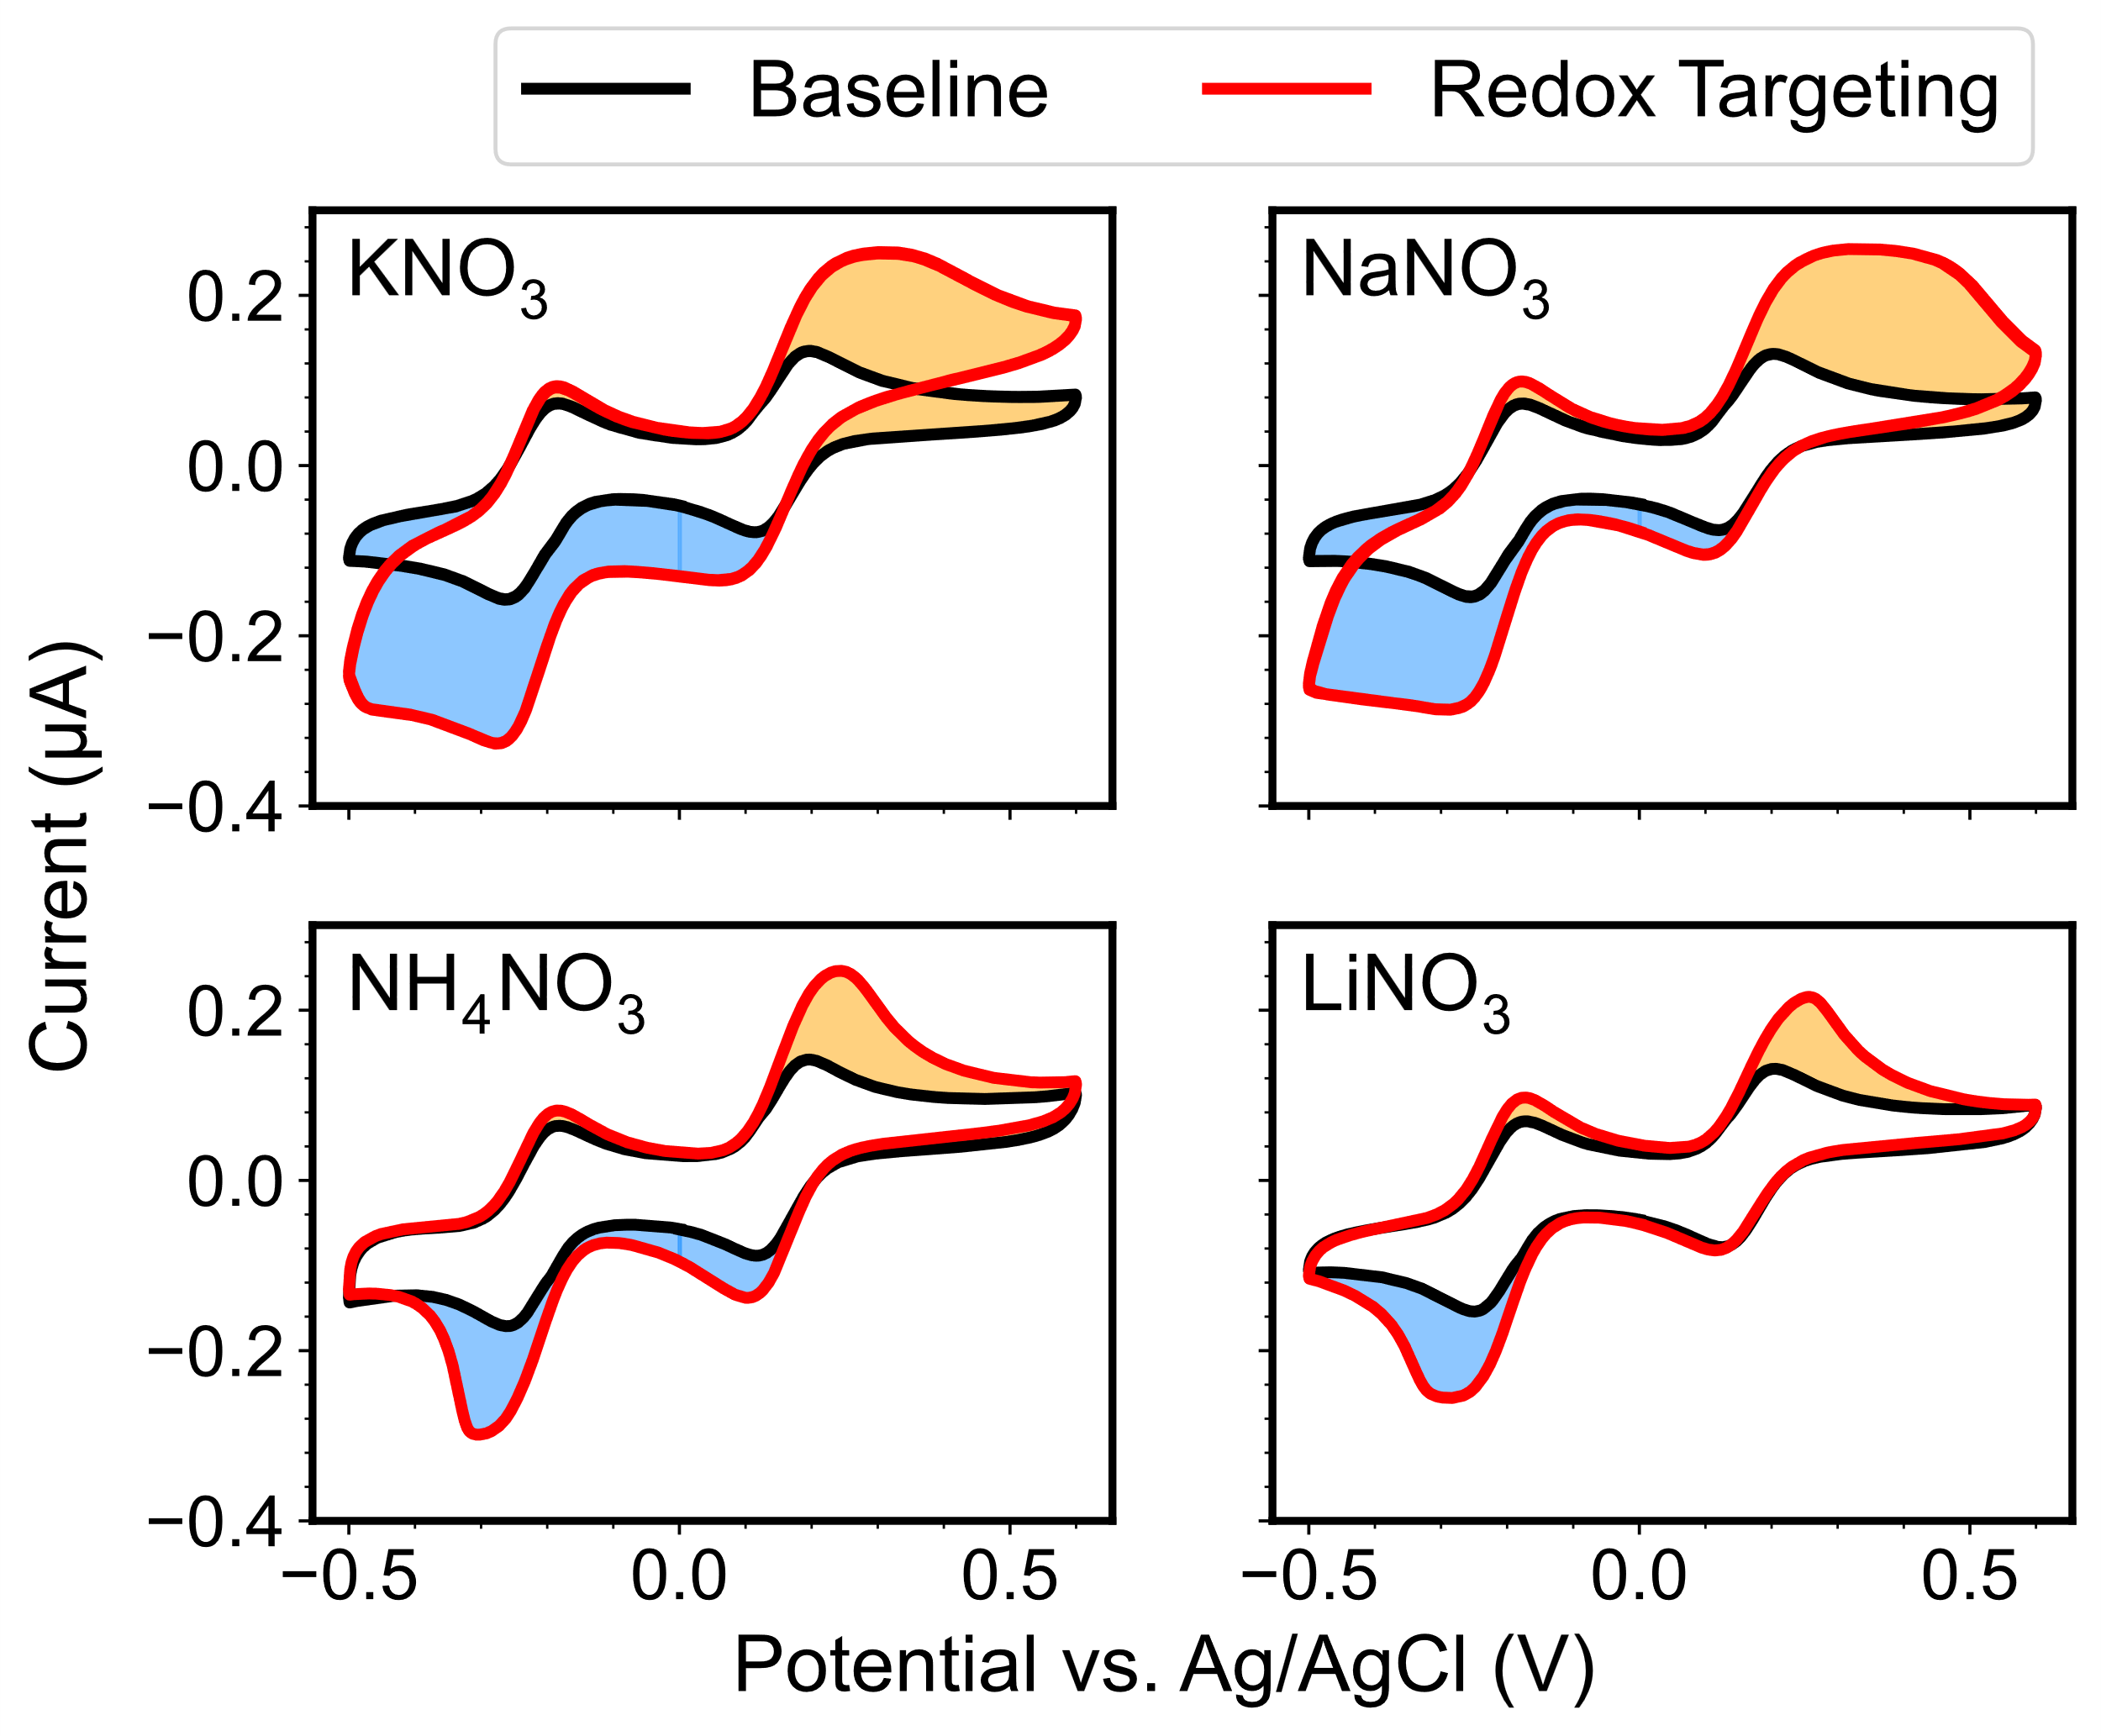 Baseline Redox Targeting
KNO₃
NaNO₃
0.2
0.0
−0.2
−0.4
Current (μA)
NH₄NO₃
LiNO₃
0.2
0.0
−0.2
−0.4
−0.5 0.0 0.5
−0.5 0.0 0.5
Potential vs. Ag/AgCl (V)